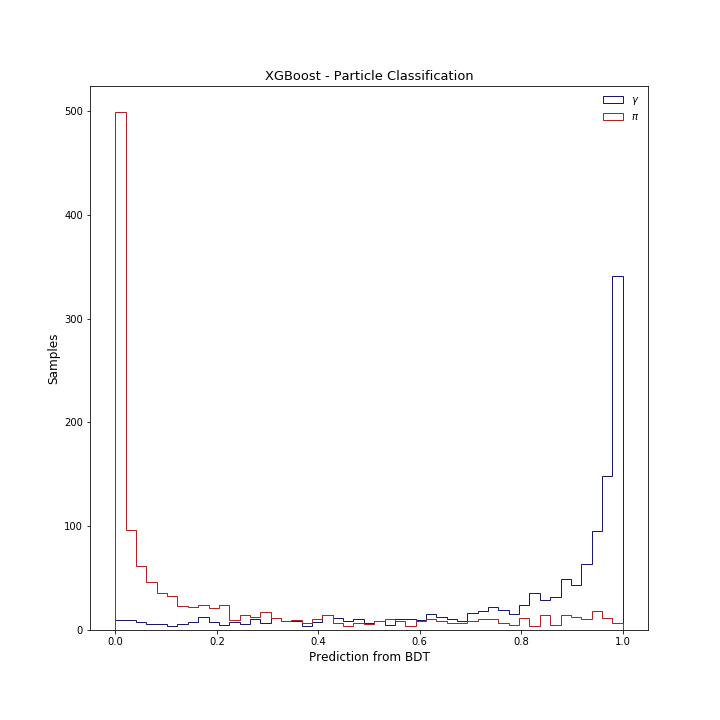 XGBoost - Particle Classification
γ
π
500
400
300
200
100
0
Samples
0.0 0.2 0.4 0.6 0.8 1.0
Prediction from BDT